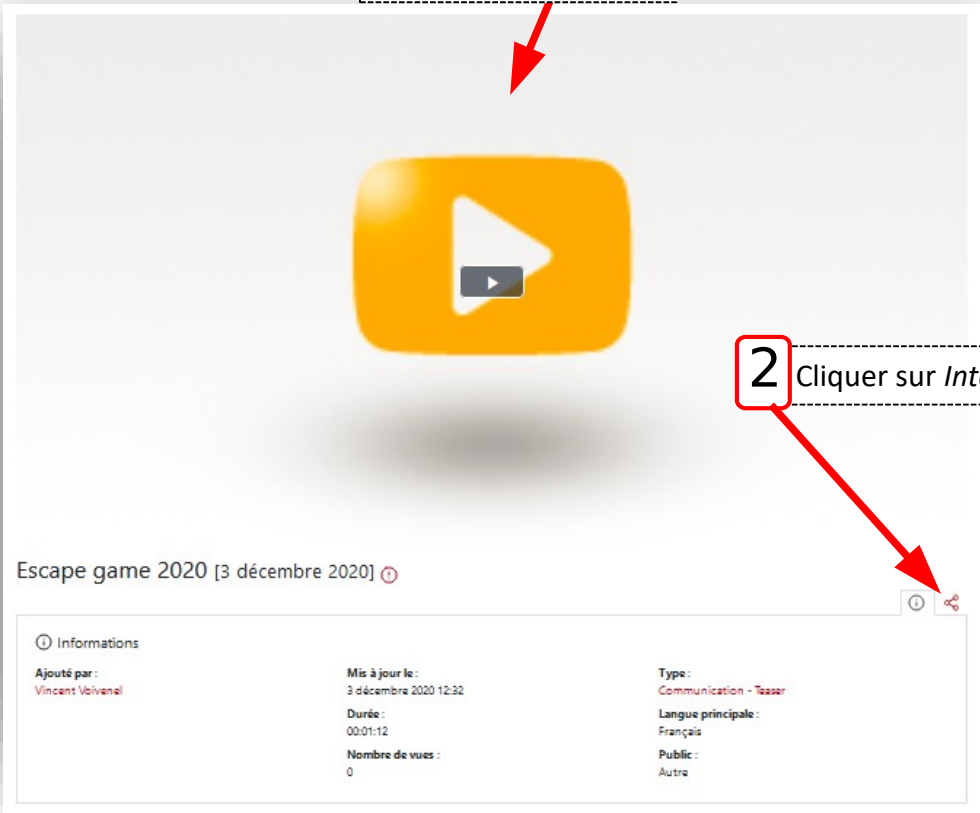 2 Cliquer sur Int
Escape game 2020 [3 décembre 2020]
Informations
Ajouté par :
Vincent Voivenel
Mis à jour le :
3 décembre 2020 12:32
Durée :
00:01:12
Nombre de vues :
0
Type :
Communication - Teaser
Langue principale :
Français
Public :
Autre